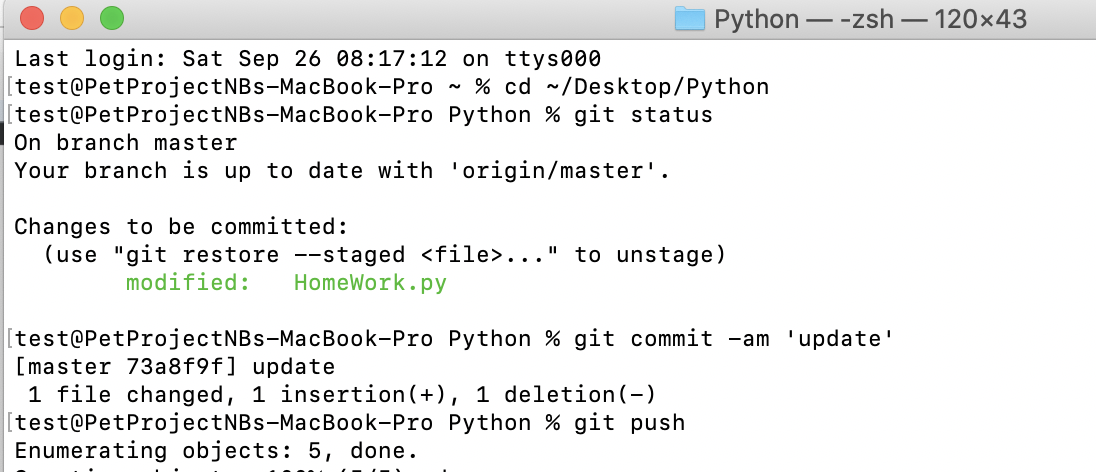 Python — -zsh — 120×43
Last login: Sat Sep 26 08:17:12 on ttys000
[test@PetProjectNBs-MacBook-Pro ~ % cd ~/Desktop/Python
[test@PetProjectNBs-MacBook-Pro Python % git status
On branch master
Your branch is up to date with 'origin/master'.
Changes to be committed:
  (use "git restore --staged <file>..." to unstage)
        modified:   HomeWork.py
[test@PetProjectNBs-MacBook-Pro Python % git commit -am 'update'
[master 73a8f9f] update
 1 file changed, 1 insertion(+), 1 deletion(-)
[test@PetProjectNBs-MacBook-Pro Python % git push
Enumerating objects: 5, done.